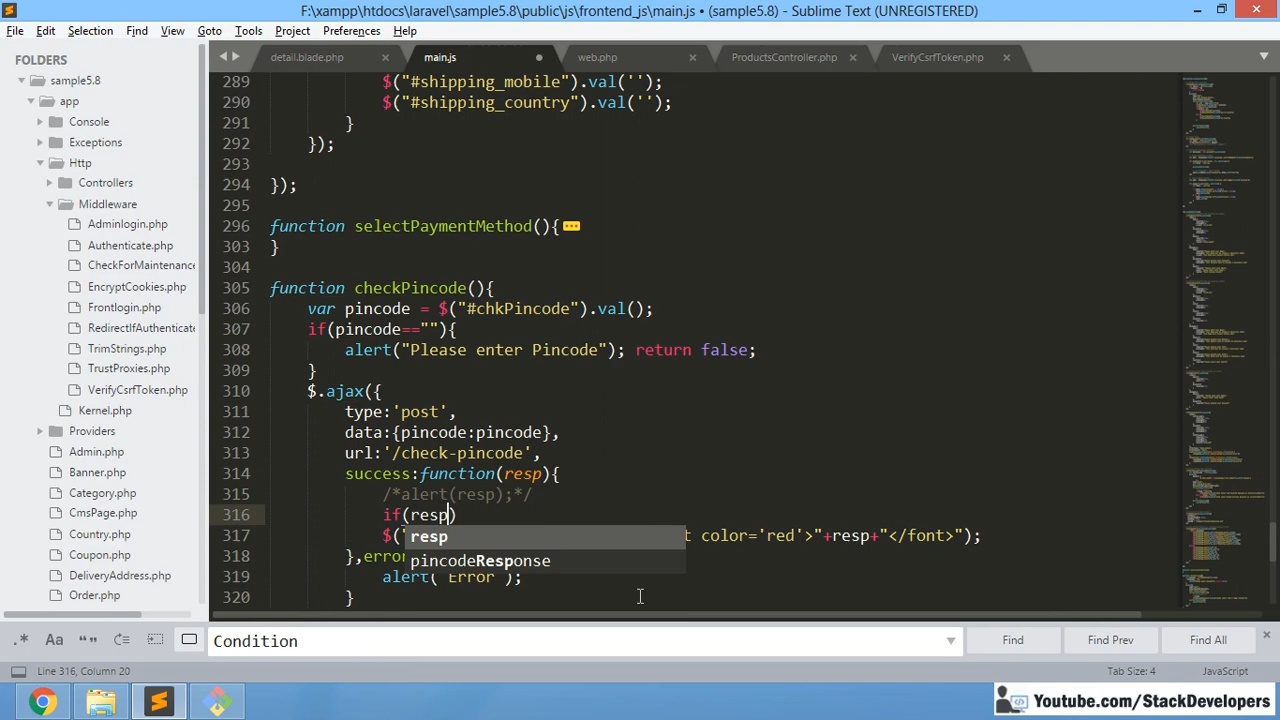 F:\xampp\htdocs\laravel\sample5.8\public\js\frontend_js\main.js • (sample5.8) - Sublime Text (UNREGISTERED)
File Edit Selection Find View Goto Tools Project Preferences Help
FOLDERS
sample5.8
app
Console
Exceptions
Http
Controllers
Middleware
Adminlogin.php
Authenticate.php
CheckForMaintenance
EncryptCookies.php
Frontlogin.php
RedirectIfAuthenticate
TrimStrings.php
TrustProxies.php
VerifyCsrfToken.php
Kernel.php
Providers
Admin.php
Banner.php
Category.php
CmsPage.php
Country.php
Coupon.php
DeliveryAddress.php
Order.php
detail.blade.php main.js web.php ProductsController.php VerifyCsrfToken.php
289 $("#shipping_mobile").val('');
290 $("#shipping_country").val('');
291 }
292 });
293
294 });
295
296 function selectPaymentMethod(){
303 }
304
305 function checkPincode(){
306 var pincode = $("#chkPincode").val();
307 if(pincode==""){
308 alert("Please enter Pincode"); return false;
309 }
310 $.ajax({
311 type:'post',
312 data:{pincode:pincode},
313 url:'/check-pincode',
314 success:function(resp){
315 /*alert(resp);*/
316 if(resp)
317 $(" t color='red'>"+resp+"</font>");
318 },erro
319 alert("Error");
320 }
resp
pincodeResponse
Condition
Find Find Prev Find All
Line 316, Column 20 Tab Size: 4 JavaScript
Youtube.com/StackDevelopers